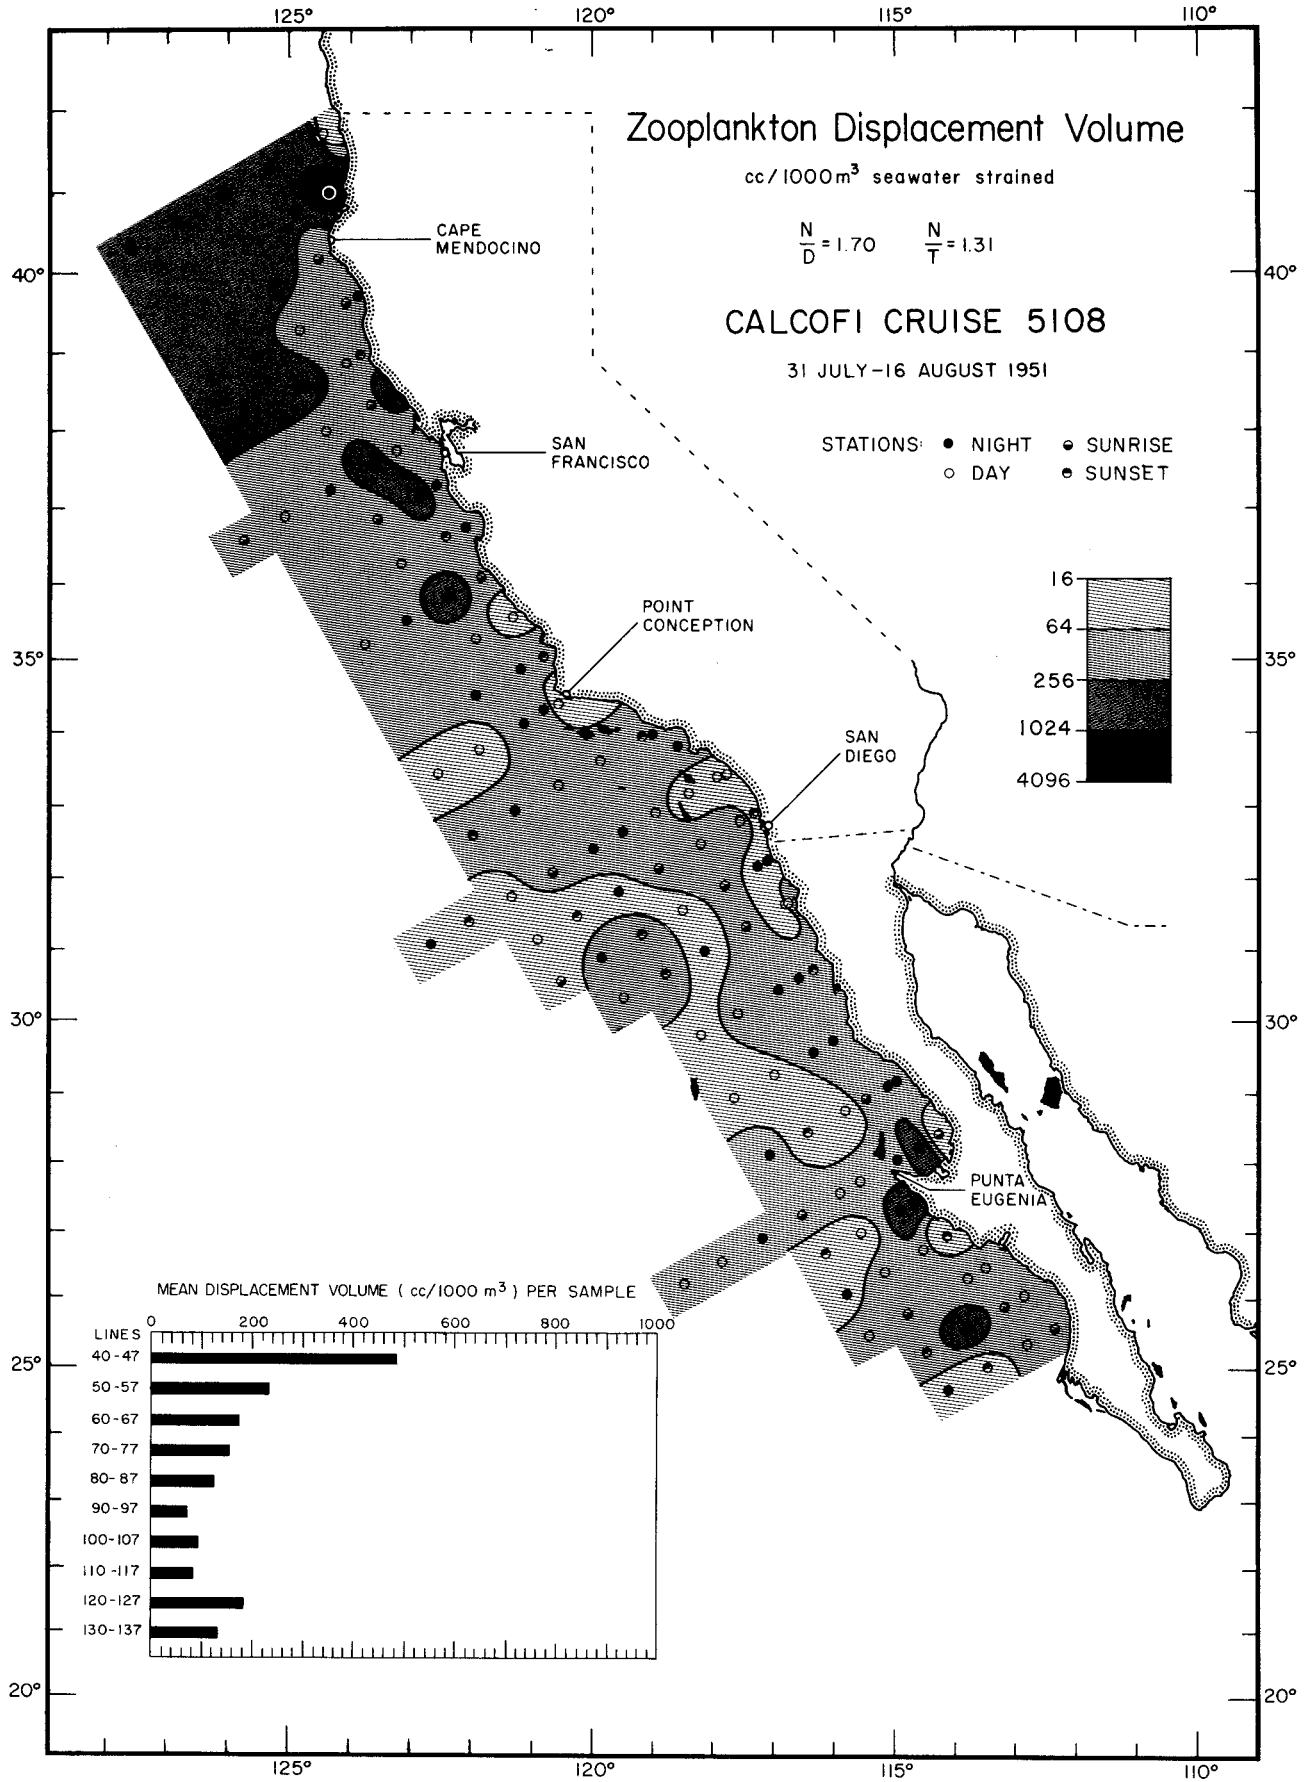 125° 120° 115° 110°
Zooplankton Displacement Volume
cc/1000m³ seawater strained
N/D = 1.70 N/T = 1.31
CALCOFI CRUISE 5108
31 JULY–16 AUGUST 1951
STATIONS: ● NIGHT SUNRISE
○ DAY SUNSET
CAPE
MENDOCINO
40° 40°
SAN
FRANCISCO
16
64
256
1024
4096
POINT
CONCEPTION
35° 35°
SAN
DIEGO
30° 30°
PUNTA
EUGENIA
MEAN DISPLACEMENT VOLUME (cc/1000 m³) PER SAMPLE
0 200 400 600 800 1000
LINES
40-47
50-57
60-67
70-77
80-87
90-97
100-107
110-117
120-127
130-137
25° 25°
20° 20°
125° 120° 115° 110°